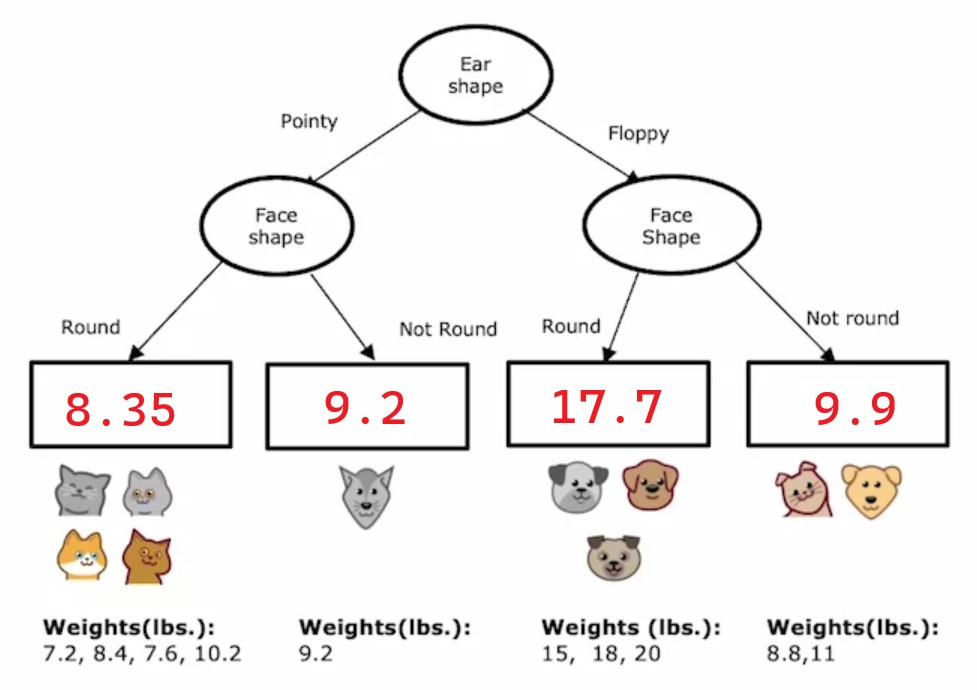 Ear
shape
Pointy
Floppy
Face
shape
Face
Shape
Round
Not Round
Round
Not round
8.35
9.2
17.7
9.9
Weights(lbs.):
7.2, 8.4, 7.6, 10.2
Weights(lbs.):
9.2
Weights (lbs.):
15, 18, 20
Weights(lbs.):
8.8,11